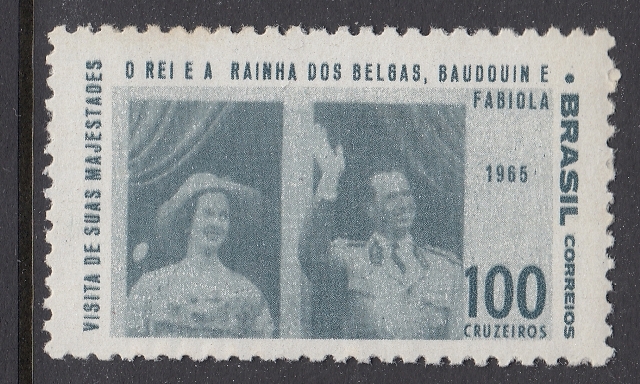 VISITA DE SUAS MAJESTADES
O REI E A RAINHA DOS BELGAS, BAUDOUIN E
FABIOLA
1965
100
CRUZEIROS
• BRASIL CORREIOS